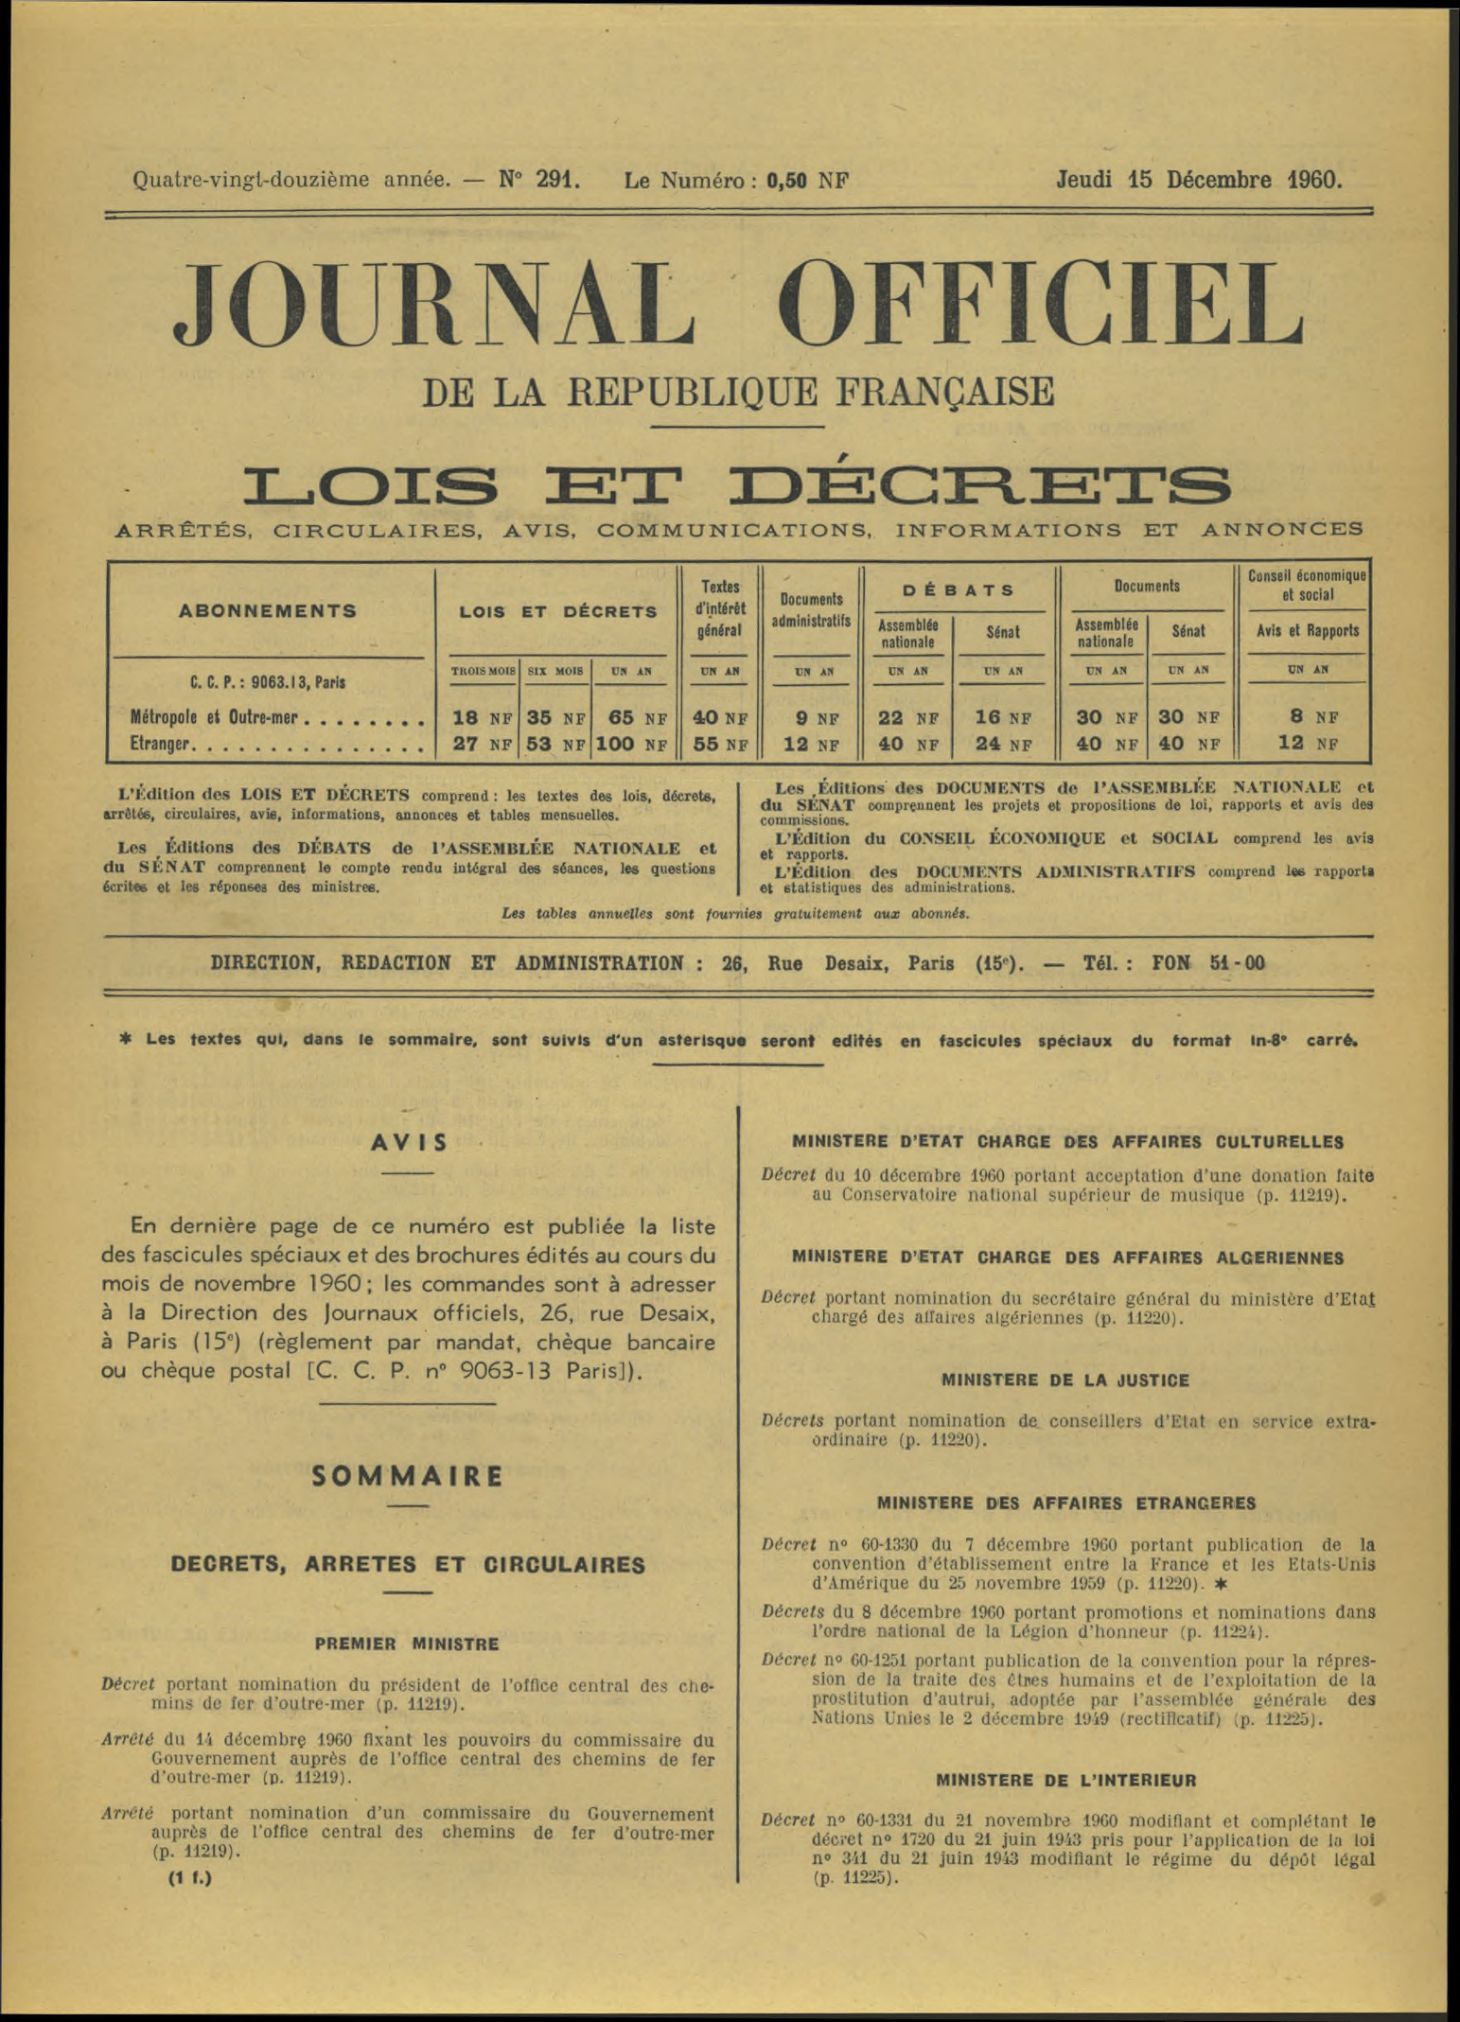 Quatre-vingt-douzième année. — N° 291. Le Numéro : 0,50 NF Jeudi 15 Décembre 1960.
JOURNAL OFFICIEL
DE LA REPUBLIQUE FRANÇAISE
LOIS ET DÉCRETS
ARRÊTÉS, CIRCULAIRES, AVIS, COMMUNICATIONS, INFORMATIONS ET ANNONCES
ABONNEMENTS
C. C. P. : 9063.13, Paris
LOIS ET DÉCRETS
Textes
d'intérêt
général
Documents
administratifs
DÉBATS
Assemblée
nationale
Sénat
Documents
Assemblée
nationale
Sénat
Conseil économique
et social
Avis et Rapports
TROIS MOIS SIX MOIS UN AN UN AN UN AN UN AN UN AN UN AN UN AN UN AN
Métropole et Outre-mer........ 18 NF 35 NF 65 NF 40 NF 9 NF 22 NF 16 NF 30 NF 30 NF 8 NF
Etranger............... 27 NF 53 NF 100 NF 55 NF 12 NF 40 NF 24 NF 40 NF 40 NF 12 NF
L'Édition des LOIS ET DÉCRETS comprend : les textes des lois, décrets,
arrêtés, circulaires, avis, informations, annonces et tables mensuelles.
Les Éditions des DÉBATS de l'ASSEMBLÉE NATIONALE et
du SÉNAT comprennent le compte rendu intégral des séances, les questions
écrites et les réponses des ministres.
Les Éditions des DOCUMENTS de l'ASSEMBLÉE NATIONALE et
du SÉNAT comprennent les projets et propositions de loi, rapports et avis des
commissions.
L'Édition du CONSEIL ÉCONOMIQUE et SOCIAL comprend les avis
et rapports.
L'Édition des DOCUMENTS ADMINISTRATIFS comprend les rapports
et statistiques des administrations.
Les tables annuelles sont fournies gratuitement aux abonnés.
DIRECTION, REDACTION ET ADMINISTRATION : 26, Rue Desaix, Paris (15e). — Tél. : FON 51-00
* Les textes qui, dans le sommaire, sont suivis d'un asterisque seront edités en fascicules spéciaux du format in-8° carré.
AVIS
En dernière page de ce numéro est publiée la liste
des fascicules spéciaux et des brochures édités au cours du
mois de novembre 1960 ; les commandes sont à adresser
à la Direction des Journaux officiels, 26, rue Desaix,
à Paris (15e) (règlement par mandat, chèque bancaire
ou chèque postal [C. C. P. n° 9063-13 Paris]).
SOMMAIRE
DECRETS, ARRETES ET CIRCULAIRES
PREMIER MINISTRE
Décret portant nomination du président de l'office central des che-
mins de fer d'outre-mer (p. 11219).
Arrêté du 14 décembre 1960 fixant les pouvoirs du commissaire du
Gouvernement auprès de l'office central des chemins de fer
d'outre-mer (p. 11219).
Arrêté portant nomination d'un commissaire du Gouvernement
auprès de l'office central des chemins de fer d'outre-mer
(p. 11219).
(1 f.)
MINISTERE D'ETAT CHARGE DES AFFAIRES CULTURELLES
Décret du 10 décembre 1960 portant acceptation d'une donation faite
au Conservatoire national supérieur de musique (p. 11219).
MINISTERE D'ETAT CHARGE DES AFFAIRES ALGERIENNES
Décret portant nomination du secrétaire général du ministère d'Etat
chargé des affaires algériennes (p. 11220).
MINISTERE DE LA JUSTICE
Décrets portant nomination de conseillers d'Etat en service extra-
ordinaire (p. 11220).
MINISTERE DES AFFAIRES ETRANGERES
Décret n° 60-1330 du 7 décembre 1960 portant publication de la
convention d'établissement entre la France et les Etats-Unis
d'Amérique du 25 novembre 1959 (p. 11220). *
Décrets du 8 décembre 1960 portant promotions et nominations dans
l'ordre national de la Légion d'honneur (p. 11224).
Décret n° 60-1251 portant publication de la convention pour la répres-
sion de la traite des êtres humains et de l'exploitation de la
prostitution d'autrui, adoptée par l'assemblée générale des
Nations Unies le 2 décembre 1949 (rectificatif) (p. 11225).
MINISTERE DE L'INTERIEUR
Décret n° 60-1331 du 21 novembre 1960 modifiant et complétant le
décret n° 1720 du 21 juin 1943 pris pour l'application de la loi
n° 341 du 21 juin 1943 modifiant le régime du dépôt légal
(p. 11225).